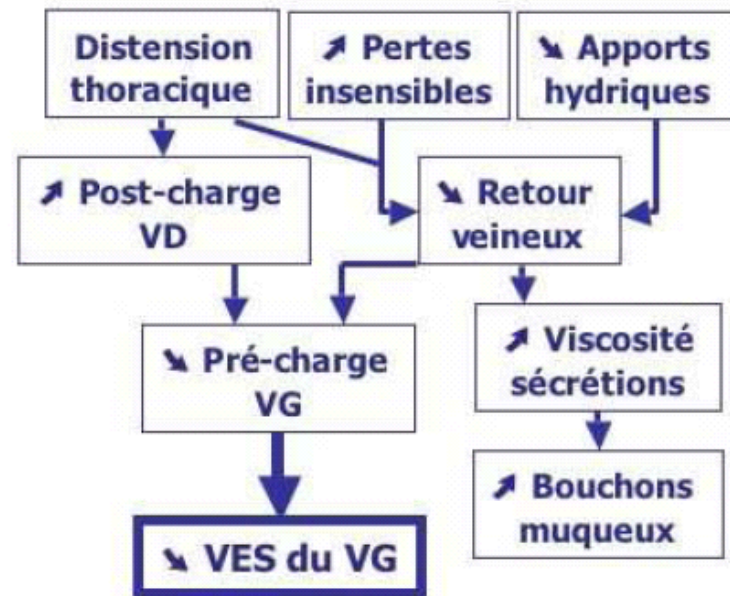 Distension
thoracique
↗ Pertes
insensibles
↘ Apports
hydriques
↗ Post-charge
VD
↘ Retour
veineux
↘ Pré-charge
VG
↗ Viscosité
sécrétions
↘ VES du VG
↗ Bouchons
muqueux